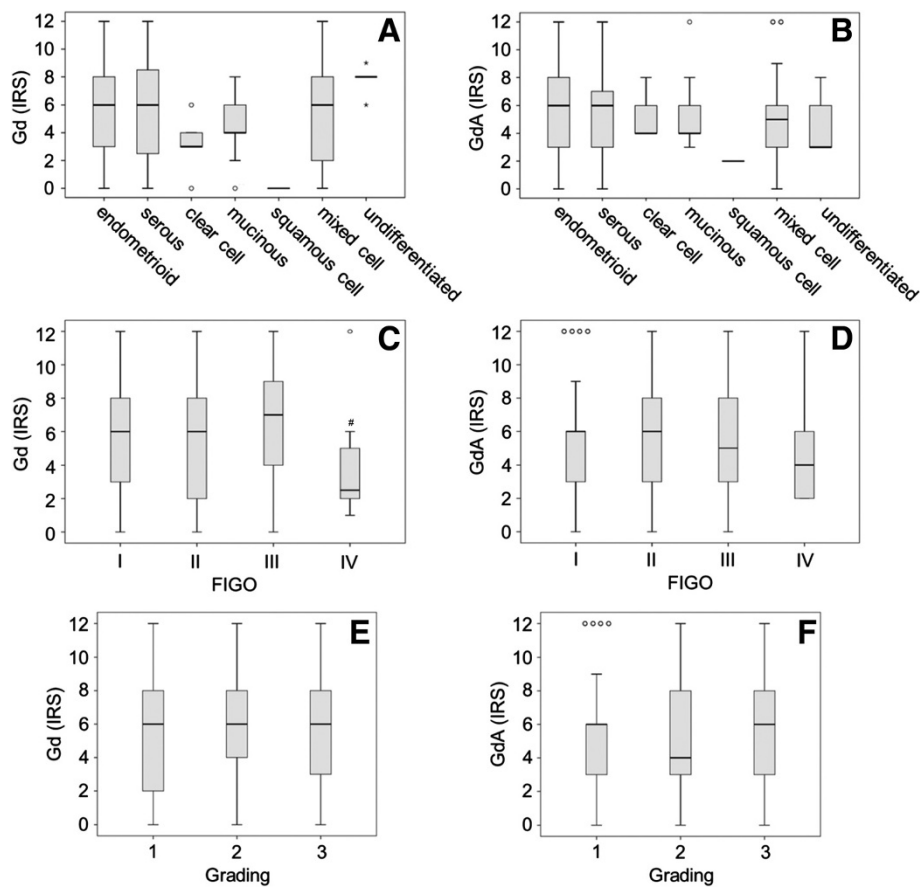 A
Gd (IRS)
12
10
8
6
4
2
0
endometrioid
serous
clear cell
mucinous
squamous cell
mixed cell
undifferentiated
B
GdA (IRS)
12
10
8
6
4
2
0
endometrioid
serous
clear cell
mucinous
squamous cell
mixed cell
undifferentiated
C
Gd (IRS)
12
10
8
6
4
2
0
#
I II III IV
FIGO
D
GdA (IRS)
12
10
8
6
4
2
0
I II III IV
FIGO
E
Gd (IRS)
12
10
8
6
4
2
0
1 2 3
Grading
F
GdA (IRS)
12
10
8
6
4
2
0
1 2 3
Grading